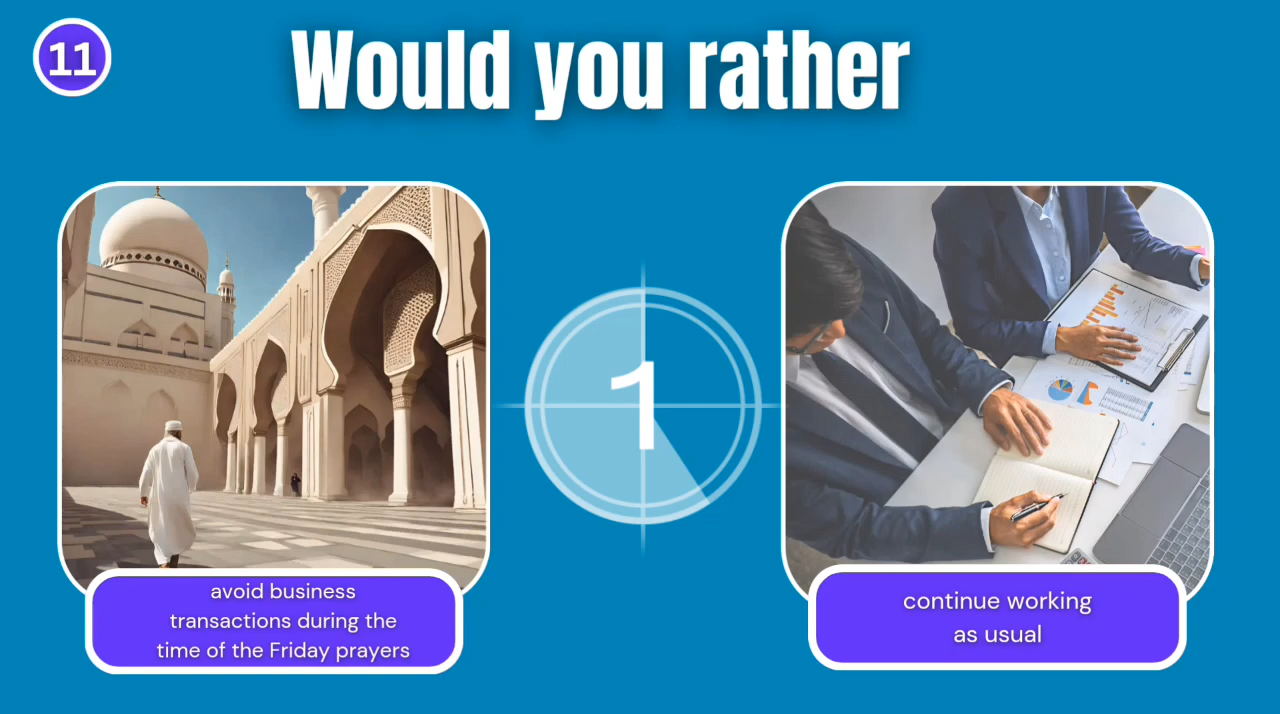 11
Would you rather
1
avoid business
transactions during the
time of the Friday prayers
continue working
as usual